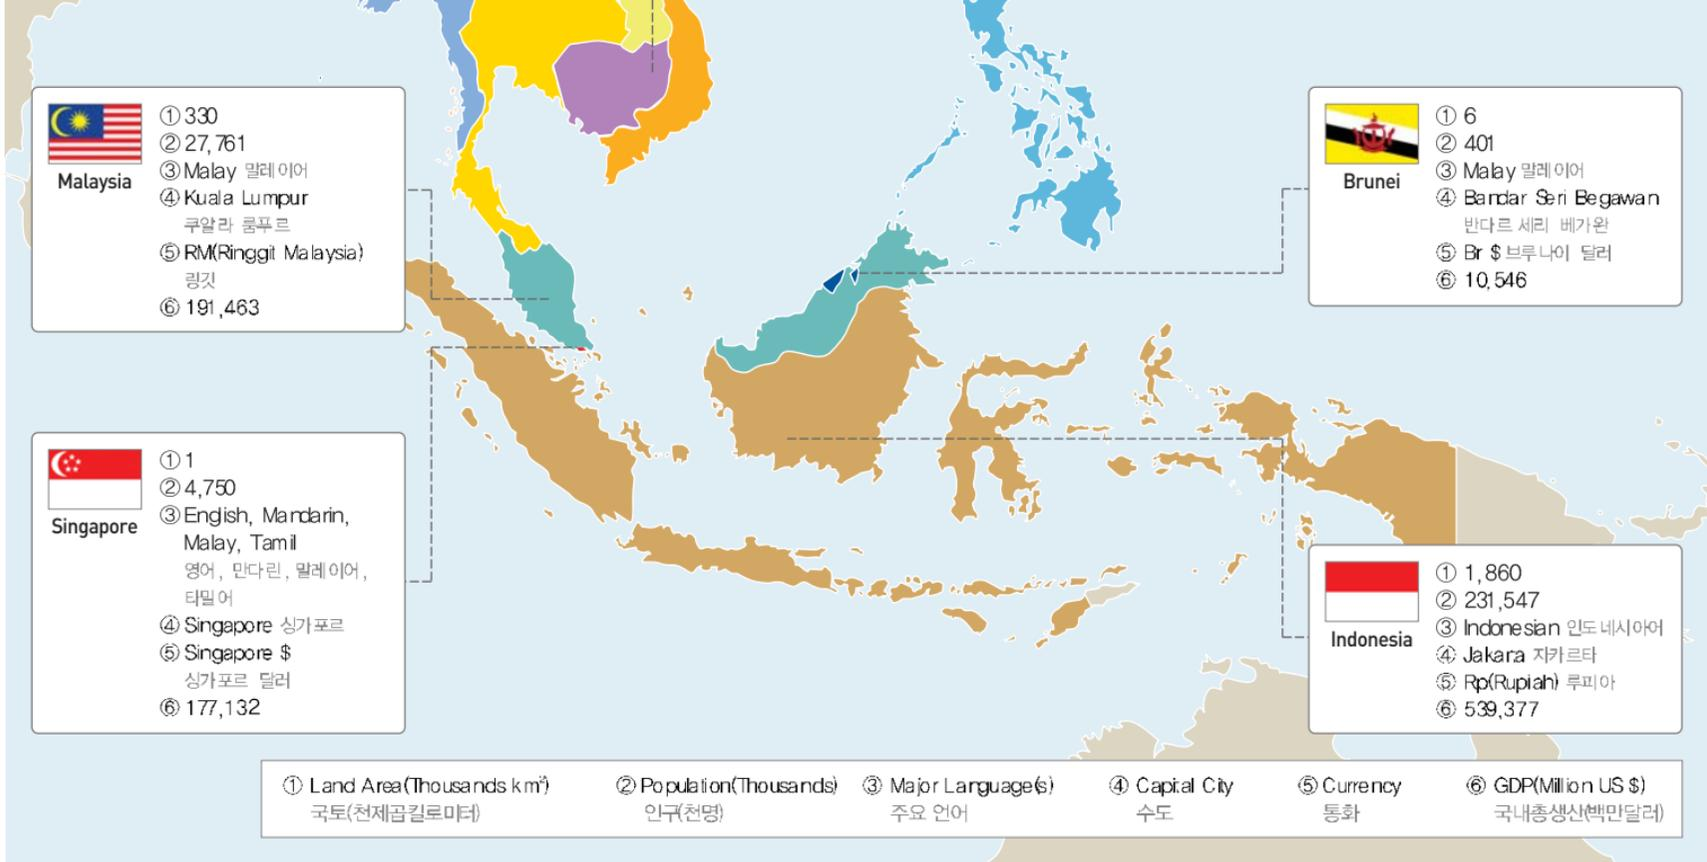 Malaysia
① 330
② 27,761
③ Malay 말레이어
④ Kuala Lumpur
쿠알라 룸푸르
⑤ RM(Ringgit Malaysia)
링깃
⑥ 191,463
Brunei
① 6
② 401
③ Malay 말레이어
④ Bandar Seri Begawan
반다르 세리 베가완
⑤ Br $ 브루나이 달러
⑥ 10,546
Singapore
① 1
② 4,750
③ English, Mandarin,
Malay, Tamil
영어, 만다린, 말레이어,
타밀어
④ Singapore 싱가포르
⑤ Singapore $
싱가포르 달러
⑥ 177,132
Indonesia
① 1,860
② 231,547
③ Indonesian 인도네시아어
④ Jakara 자카르타
⑤ Rp(Rupiah) 루피아
⑥ 539,377
① Land Area(Thousands km²) ② Population(Thousands) ③ Major Language(s) ④ Capital City ⑤ Currency ⑥ GDP(Million US $)
국토(천제곱킬로미터) 인구(천명) 주요 언어 수도 통화 국내총생산(백만달러)